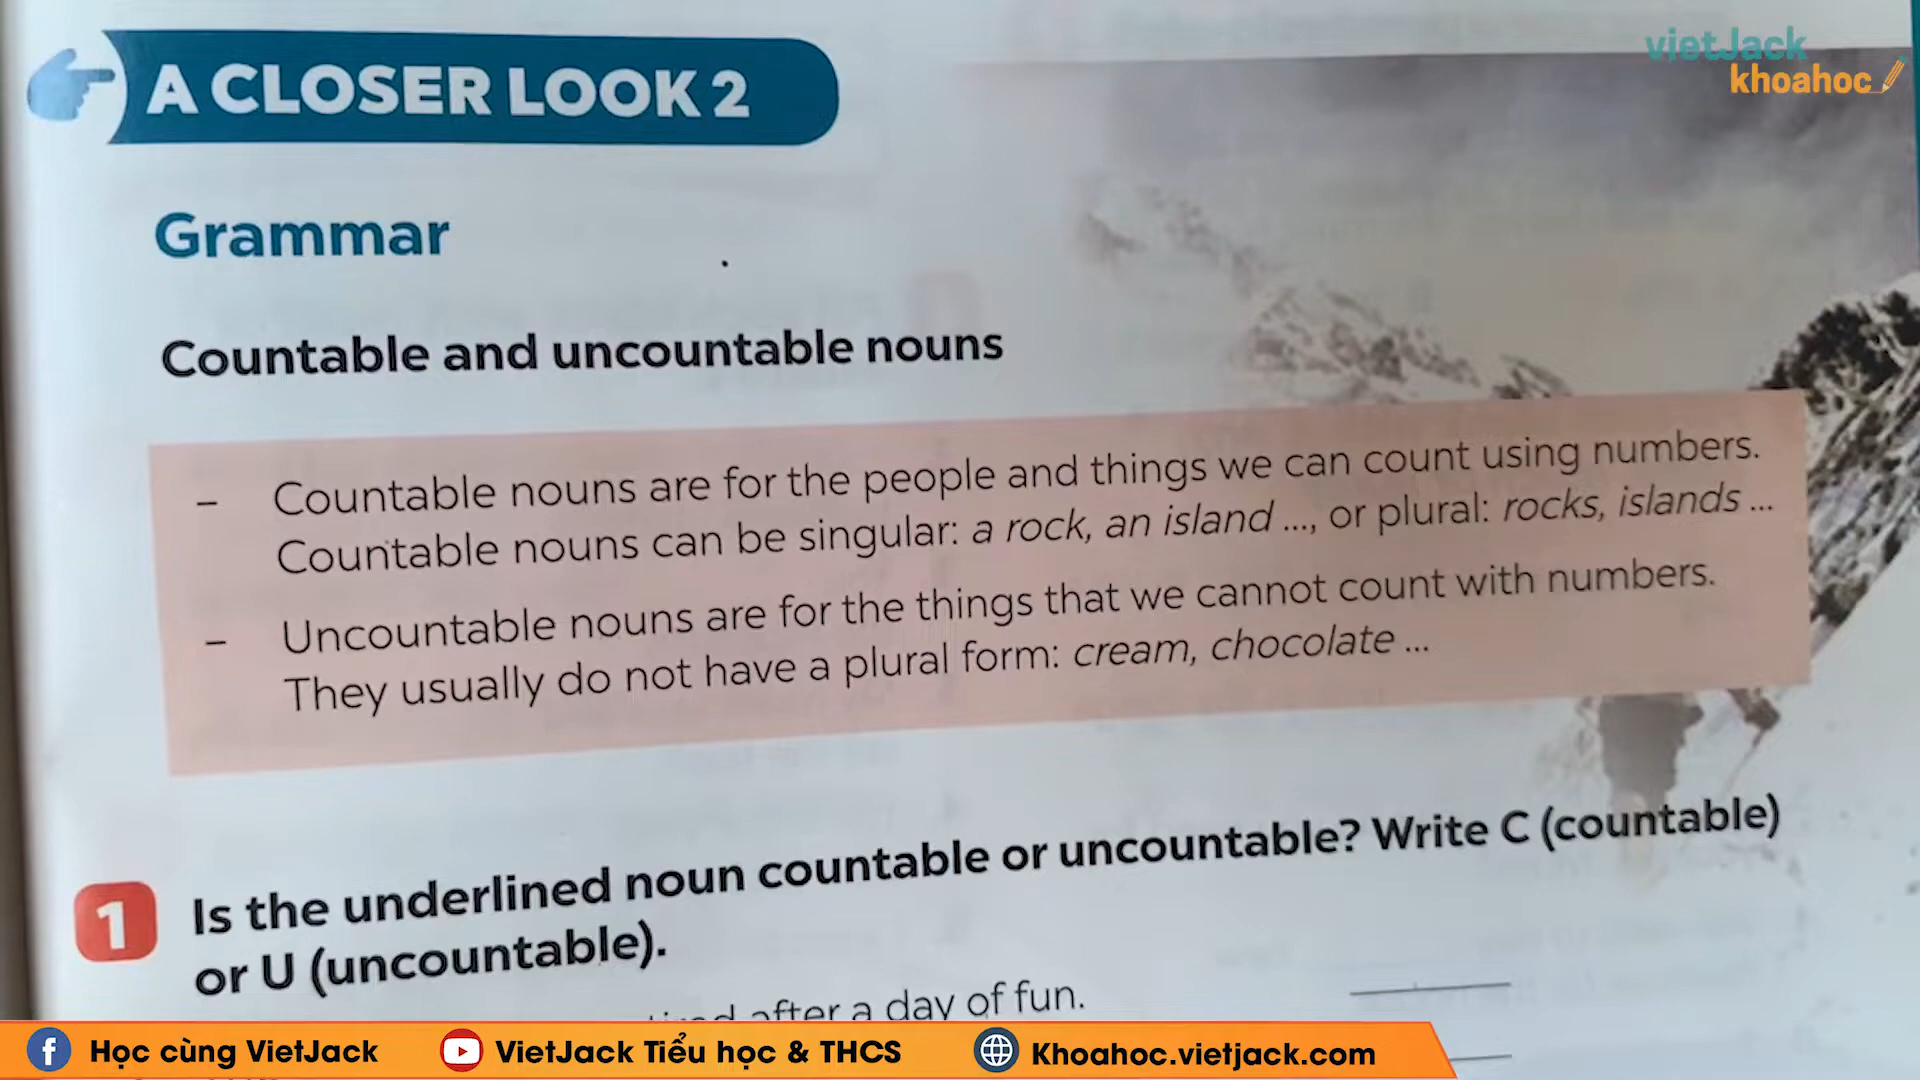 vietJack
khoahoc
A CLOSER LOOK 2
Grammar
Countable and uncountable nouns
– Countable nouns are for the people and things we can count using numbers.
Countable nouns can be singular: a rock, an island ..., or plural: rocks, islands ...
– Uncountable nouns are for the things that we cannot count with numbers.
They usually do not have a plural form: cream, chocolate ...
1 Is the underlined noun countable or uncountable? Write C (countable)
or U (uncountable).
after a day of fun.
Học cùng VietJack
VietJack Tiểu học & THCS
Khoahoc.vietjack.com